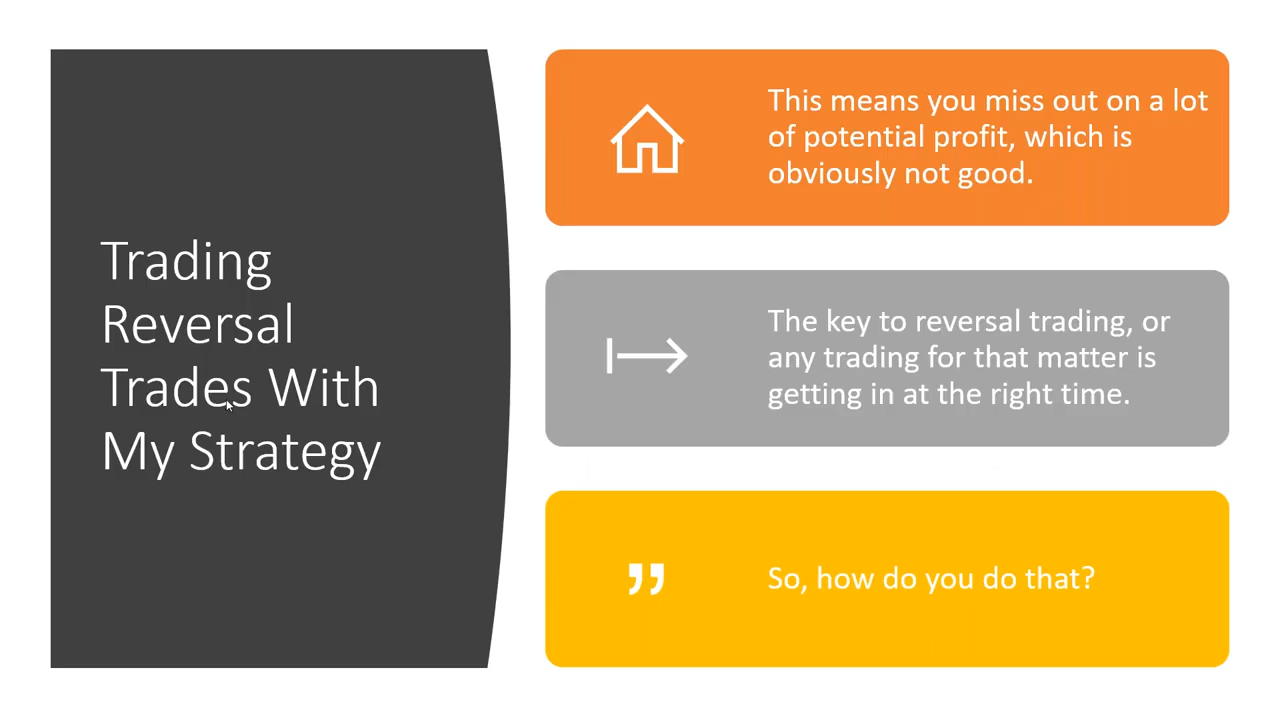 Trading
Reversal
Trades With
My Strategy
This means you miss out on a lot
of potential profit, which is
obviously not good.
The key to reversal trading, or
any trading for that matter is
getting in at the right time.
So, how do you do that?